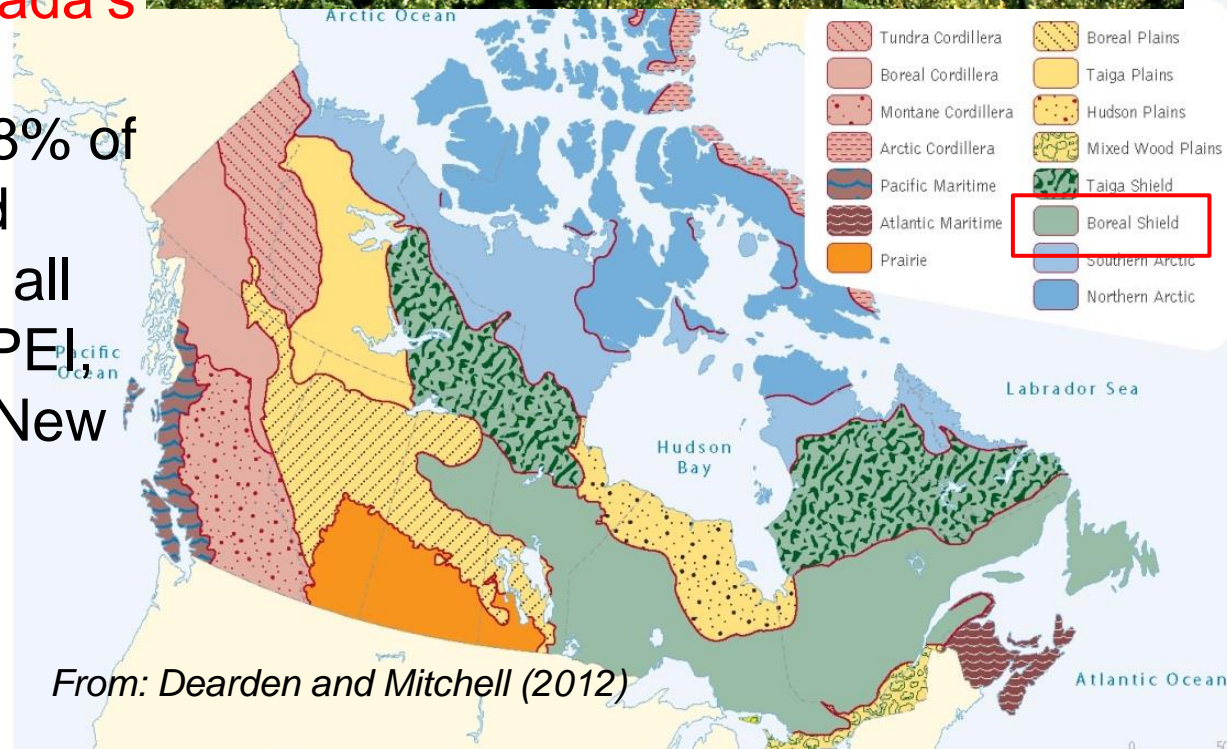 ada's
8% of
d
all
PEI,
New
Arctic Ocean
Pacific
Ocean
Hudson
Bay
Labrador Sea
Atlantic Ocean
Tundra Cordillera
Boreal Cordillera
Montane Cordillera
Arctic Cordillera
Pacific Maritime
Atlantic Maritime
Prairie
Boreal Plains
Taiga Plains
Hudson Plains
Mixed Wood Plains
Taiga Shield
Boreal Shield
Southern Arctic
Northern Arctic
From: Dearden and Mitchell (2012)
0